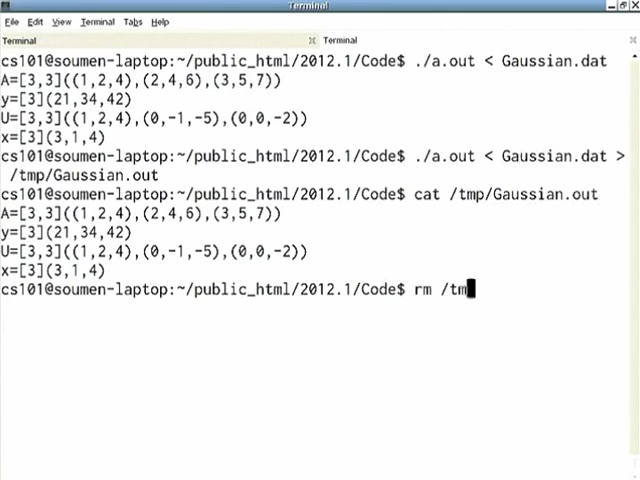 Terminal
File Edit View Terminal Tabs Help
Terminal Terminal
cs101@soumen-laptop:~/public_html/2012.1/Code$ ./a.out < Gaussian.dat
A=[3,3]((1,2,4),(2,4,6),(3,5,7))
y=[3](21,34,42)
U=[3,3]((1,2,4),(0,-1,-5),(0,0,-2))
x=[3](3,1,4)
cs101@soumen-laptop:~/public_html/2012.1/Code$ ./a.out < Gaussian.dat >
/tmp/Gaussian.out
cs101@soumen-laptop:~/public_html/2012.1/Code$ cat /tmp/Gaussian.out
A=[3,3]((1,2,4),(2,4,6),(3,5,7))
y=[3](21,34,42)
U=[3,3]((1,2,4),(0,-1,-5),(0,0,-2))
x=[3](3,1,4)
cs101@soumen-laptop:~/public_html/2012.1/Code$ rm /tm